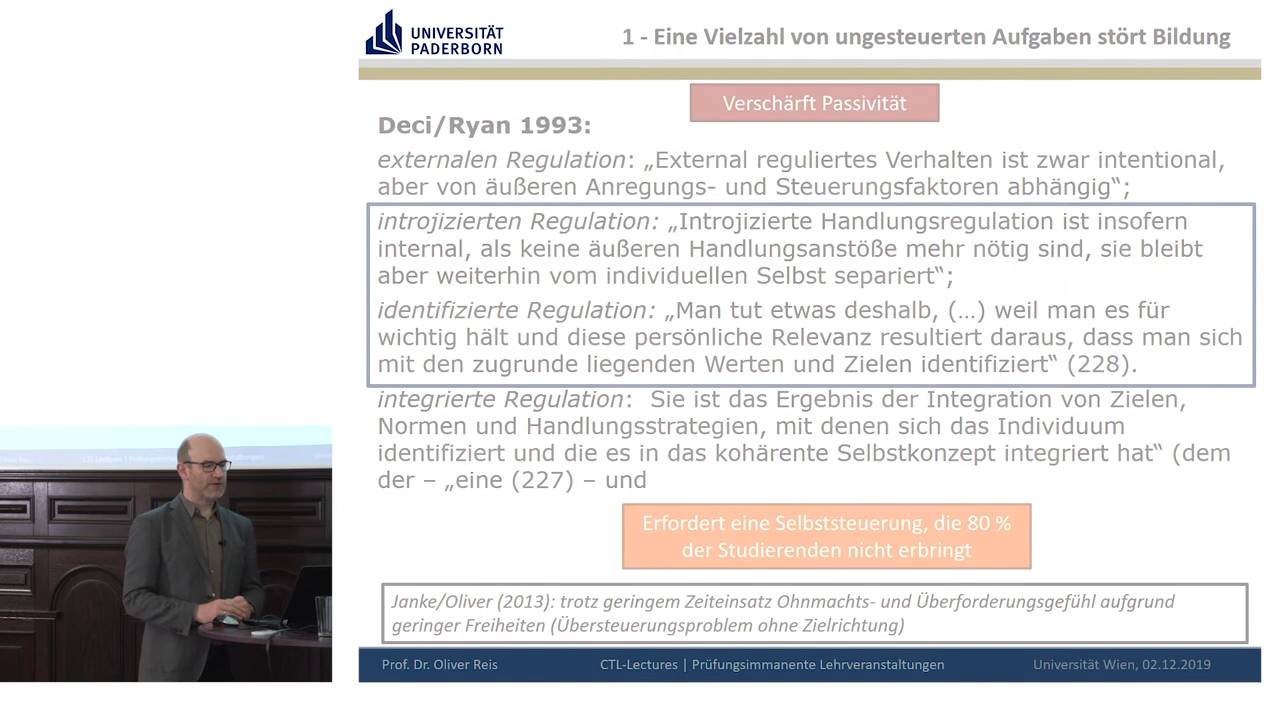 UNIVERSITÄT
PADERBORN
1 - Eine Vielzahl von ungesteuerten Aufgaben stört Bildung
Verschärft Passivität
Deci/Ryan 1993:
externalen Regulation: „External reguliertes Verhalten ist zwar intentional,
aber von äußeren Anregungs- und Steuerungsfaktoren abhängig“;
introjizierten Regulation: „Introjizierte Handlungsregulation ist insofern
internal, als keine äußeren Handlungsanstöße mehr nötig sind, sie bleibt
aber weiterhin vom individuellen Selbst separiert“;
identifizierte Regulation: „Man tut etwas deshalb, (…) weil man es für
wichtig hält und diese persönliche Relevanz resultiert daraus, dass man sich
mit den zugrunde liegenden Werten und Zielen identifiziert“ (228).
integrierte Regulation:  Sie ist das Ergebnis der Integration von Zielen,
Normen und Handlungsstrategien, mit denen sich das Individuum
identifiziert und die es in das kohärente Selbstkonzept integriert hat“ (dem
der – „eine (227) – und
Erfordert eine Selbststeuerung, die 80 %
der Studierenden nicht erbringt
Janke/Oliver (2013): trotz geringem Zeiteinsatz Ohnmachts- und Überforderungsgefühl aufgrund
geringer Freiheiten (Übersteuerungsproblem ohne Zielrichtung)
Prof. Dr. Oliver Reis
CTL-Lectures | Prüfungsimmanente Lehrveranstaltungen
Universität Wien, 02.12.2019